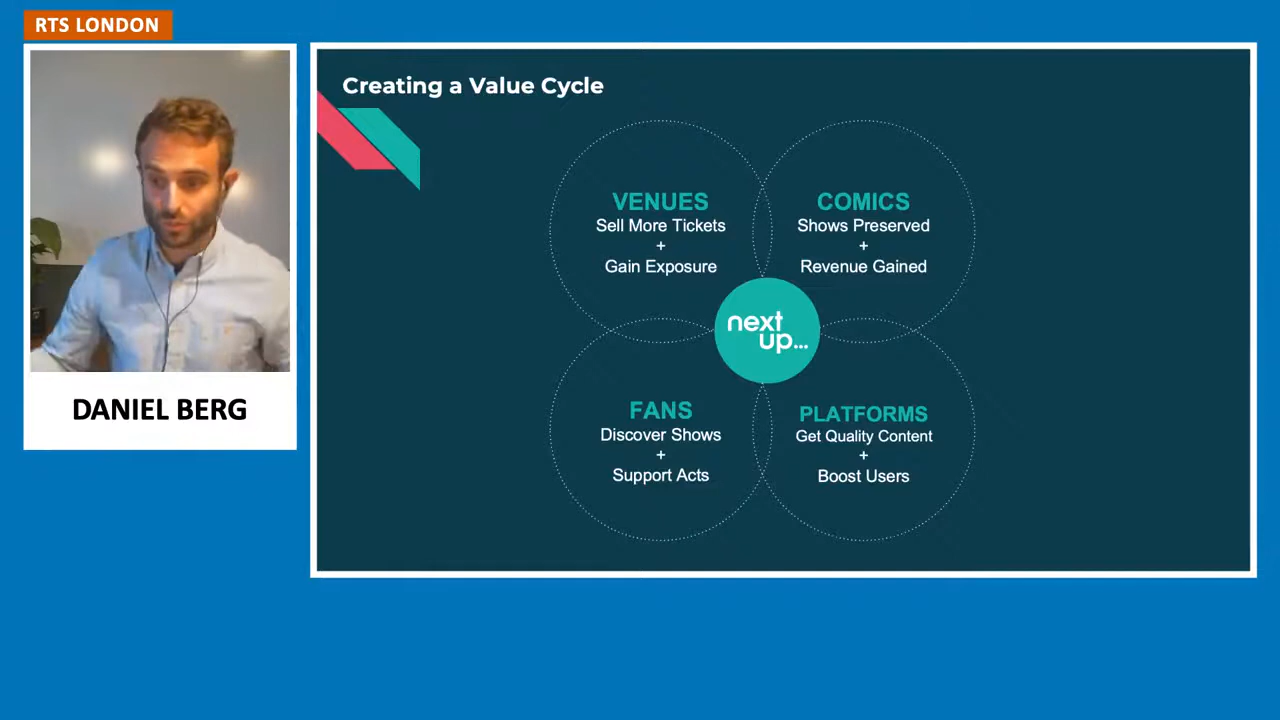 RTS LONDON
DANIEL BERG
Creating a Value Cycle
VENUES
Sell More Tickets
+
Gain Exposure
COMICS
Shows Preserved
+
Revenue Gained
next
up...
FANS
Discover Shows
+
Support Acts
PLATFORMS
Get Quality Content
+
Boost Users